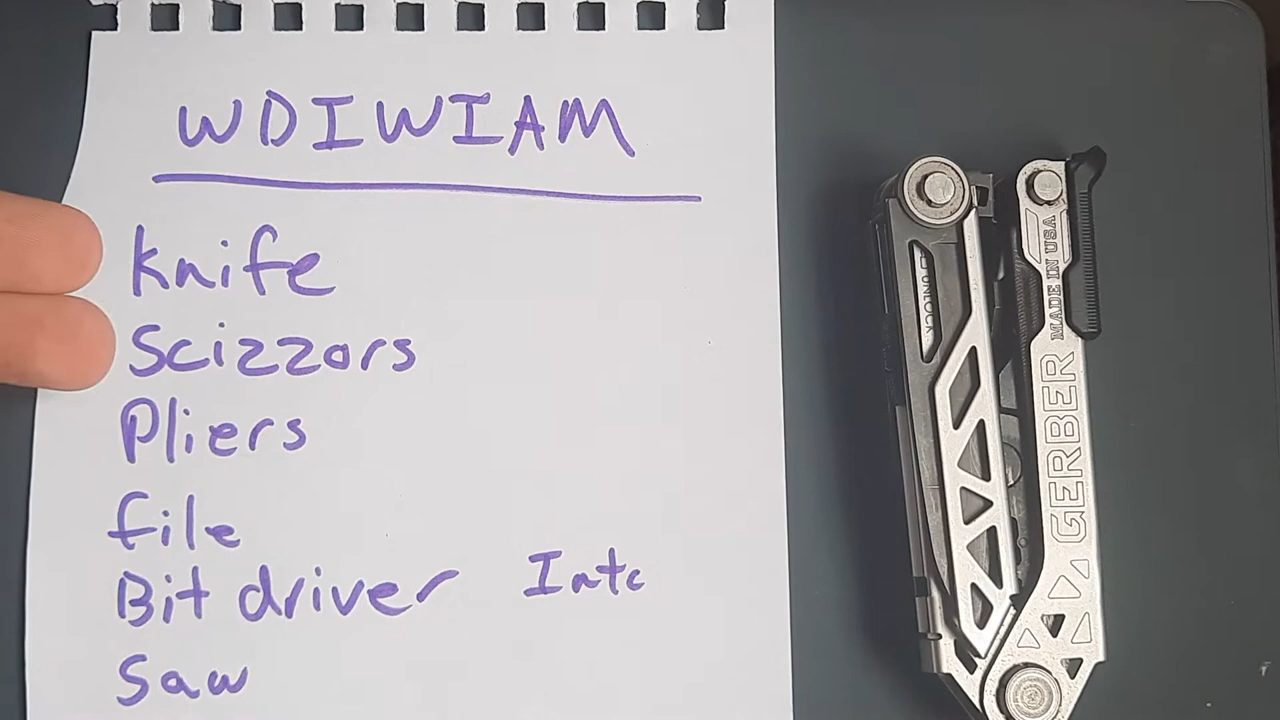 WDIWIAM
Knife
Scizzors
Pliers
file
Bit driver Intc
Saw
UNLOCK
MADE IN USA
GERBER